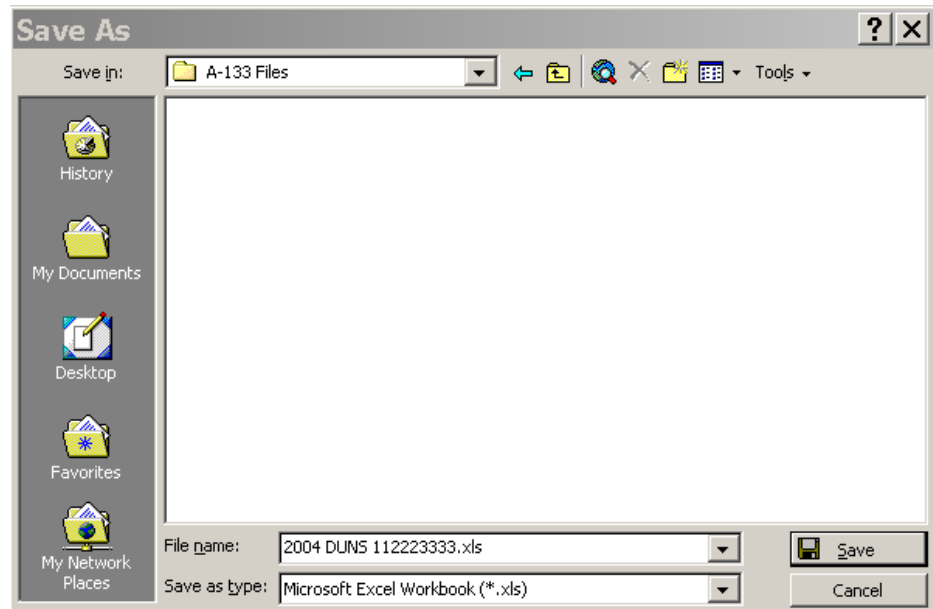 Save As
?
Save in: A-133 Files Tools
History
My Documents
Desktop
Favorites
My Network
Places
File name: 2004 DUNS 112223333.xls Save
Save as type: Microsoft Excel Workbook (*.xls) Cancel